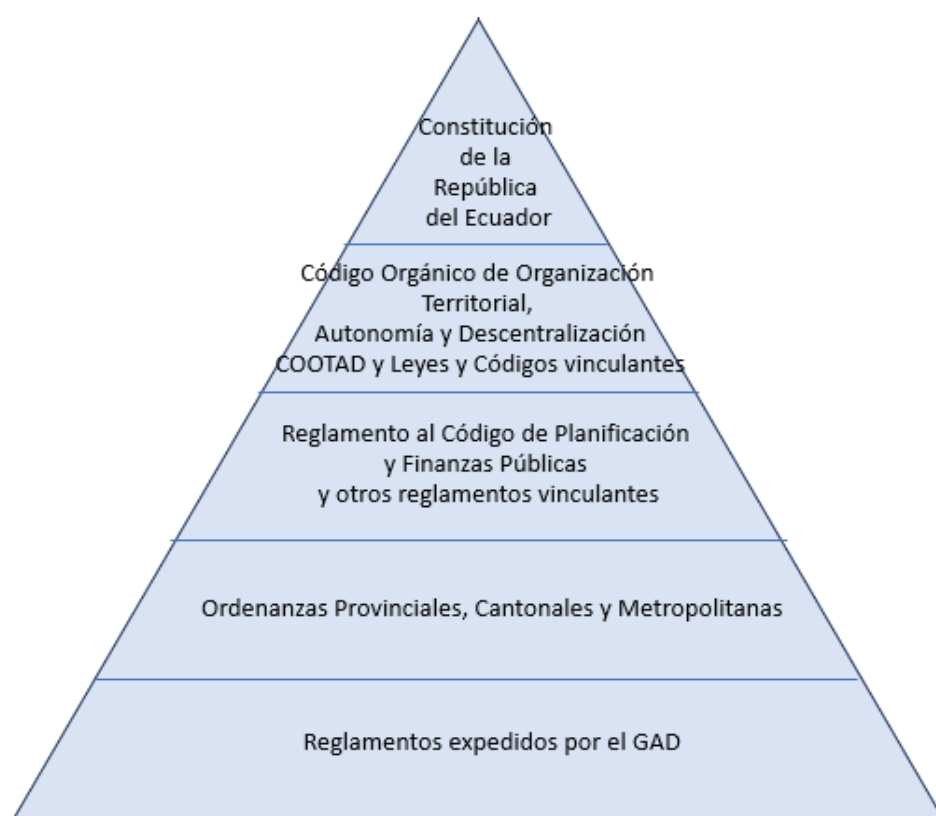 Constitución
de la
República
del Ecuador
Código Orgánico de Organización
Territorial,
Autonomía y Descentralización
COOTAD y Leyes y Códigos vinculantes
Reglamento al Código de Planificación
y Finanzas Públicas
y otros reglamentos vinculantes
Ordenanzas Provinciales, Cantonales y Metropolitanas
Reglamentos expedidos por el GAD